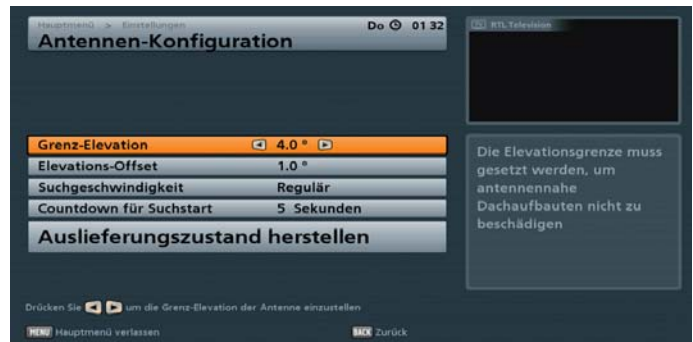 Hauptmenü > Einstellungen
Antennen-Konfiguration
Do 01 32
TV RTL Television
Grenz-Elevation 4.0 °
Elevations-Offset 1.0 °
Suchgeschwindigkeit Regulär
Countdown für Suchstart 5 Sekunden
Auslieferungszustand herstellen
Die Elevationsgrenze muss
gesetzt werden, um
antennennahe
Dachaufbauten nicht zu
beschädigen
Drücken Sie um die Grenz-Elevation der Antenne einzustellen
MENU Hauptmenü verlassen
BACK Zurück